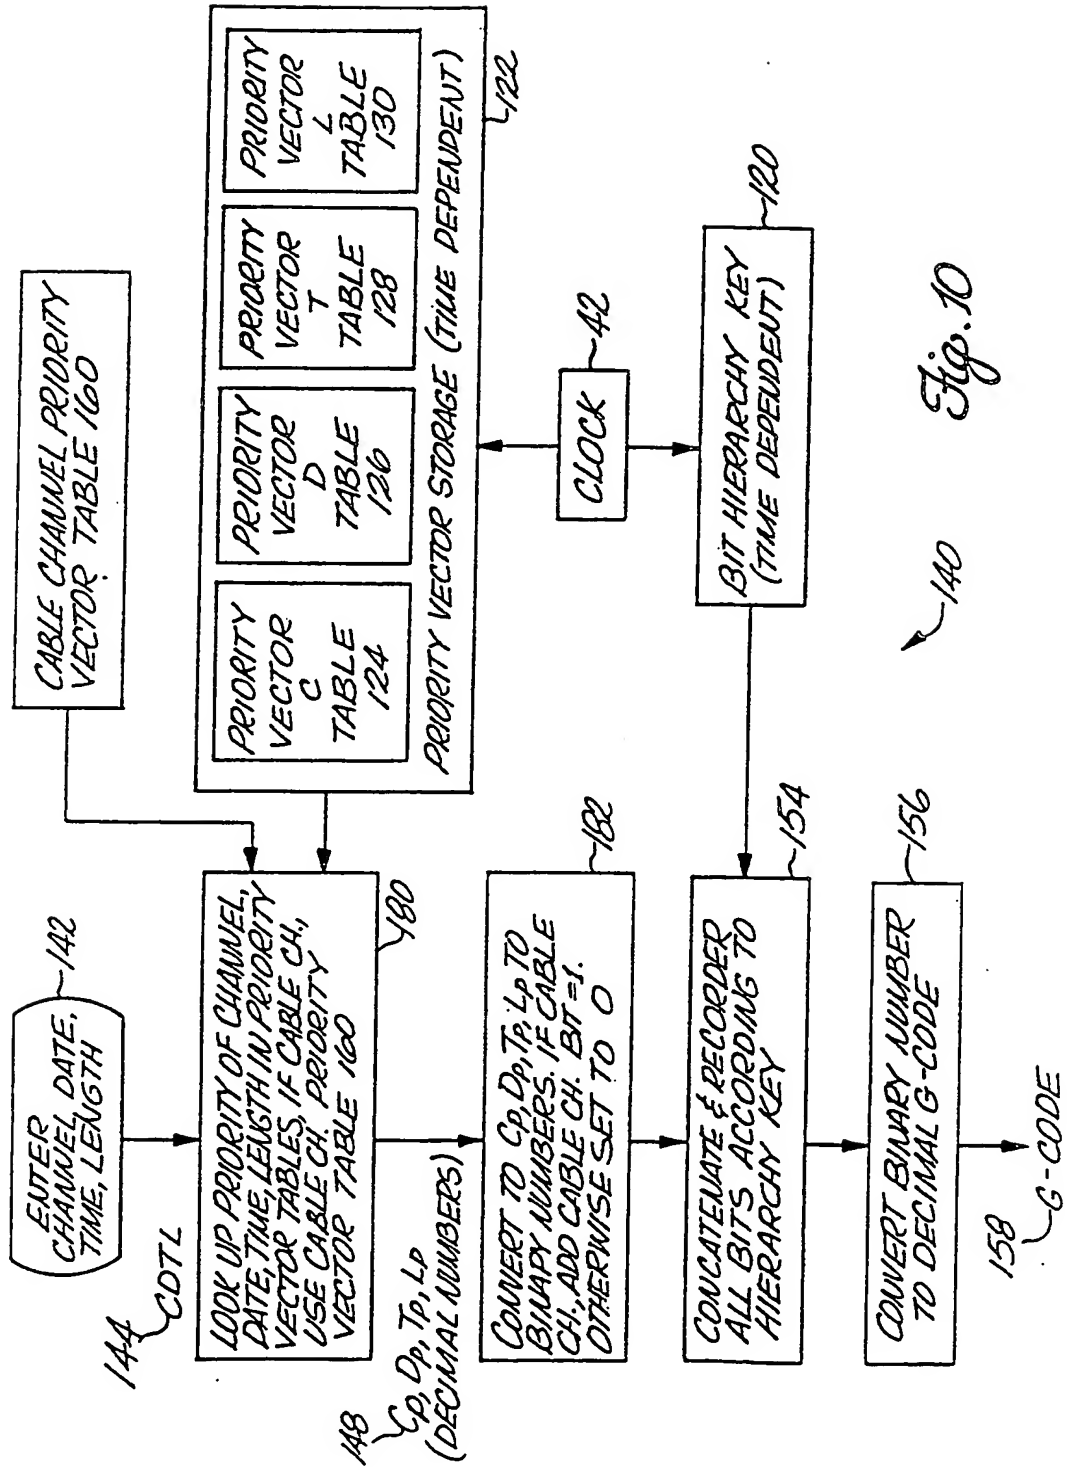 ENTER
CHANNEL, DATE,
TIME, LENGTH
142
144
CDTL
LOOK UP PRIORITY OF CHANNEL,
DATE, TIME, LENGTH IN PRIORITY
VECTOR TABLES, IF CABLE CH.,
USE CABLE CH. PRIORITY
VECTOR TABLE 160
180
148
Cp, Dp, Tp, Lp
(DECIMAL NUMBERS)
CONVERT TO Cp, Dp, Tp, Lp TO
BINARY NUMBERS. IF CABLE
CH., ADD CABLE CH. BIT = 1.
OTHERWISE SET TO 0
182
CONCATENATE & REORDER
ALL BITS ACCORDING TO
HIERARCHY KEY
154
CONVERT BINARY NUMBER
TO DECIMAL G-CODE
156
158
G-CODE
CABLE CHANNEL PRIORITY
VECTOR TABLE 160
PRIORITY
VECTOR
C
TABLE
124
PRIORITY
VECTOR
D
TABLE
126
PRIORITY
VECTOR
T
TABLE
128
PRIORITY
VECTOR
L
TABLE
130
PRIORITY VECTOR STORAGE (TIME DEPENDENT)
122
CLOCK
42
BIT HIERARCHY KEY
(TIME DEPENDENT)
120
140
Fig. 10